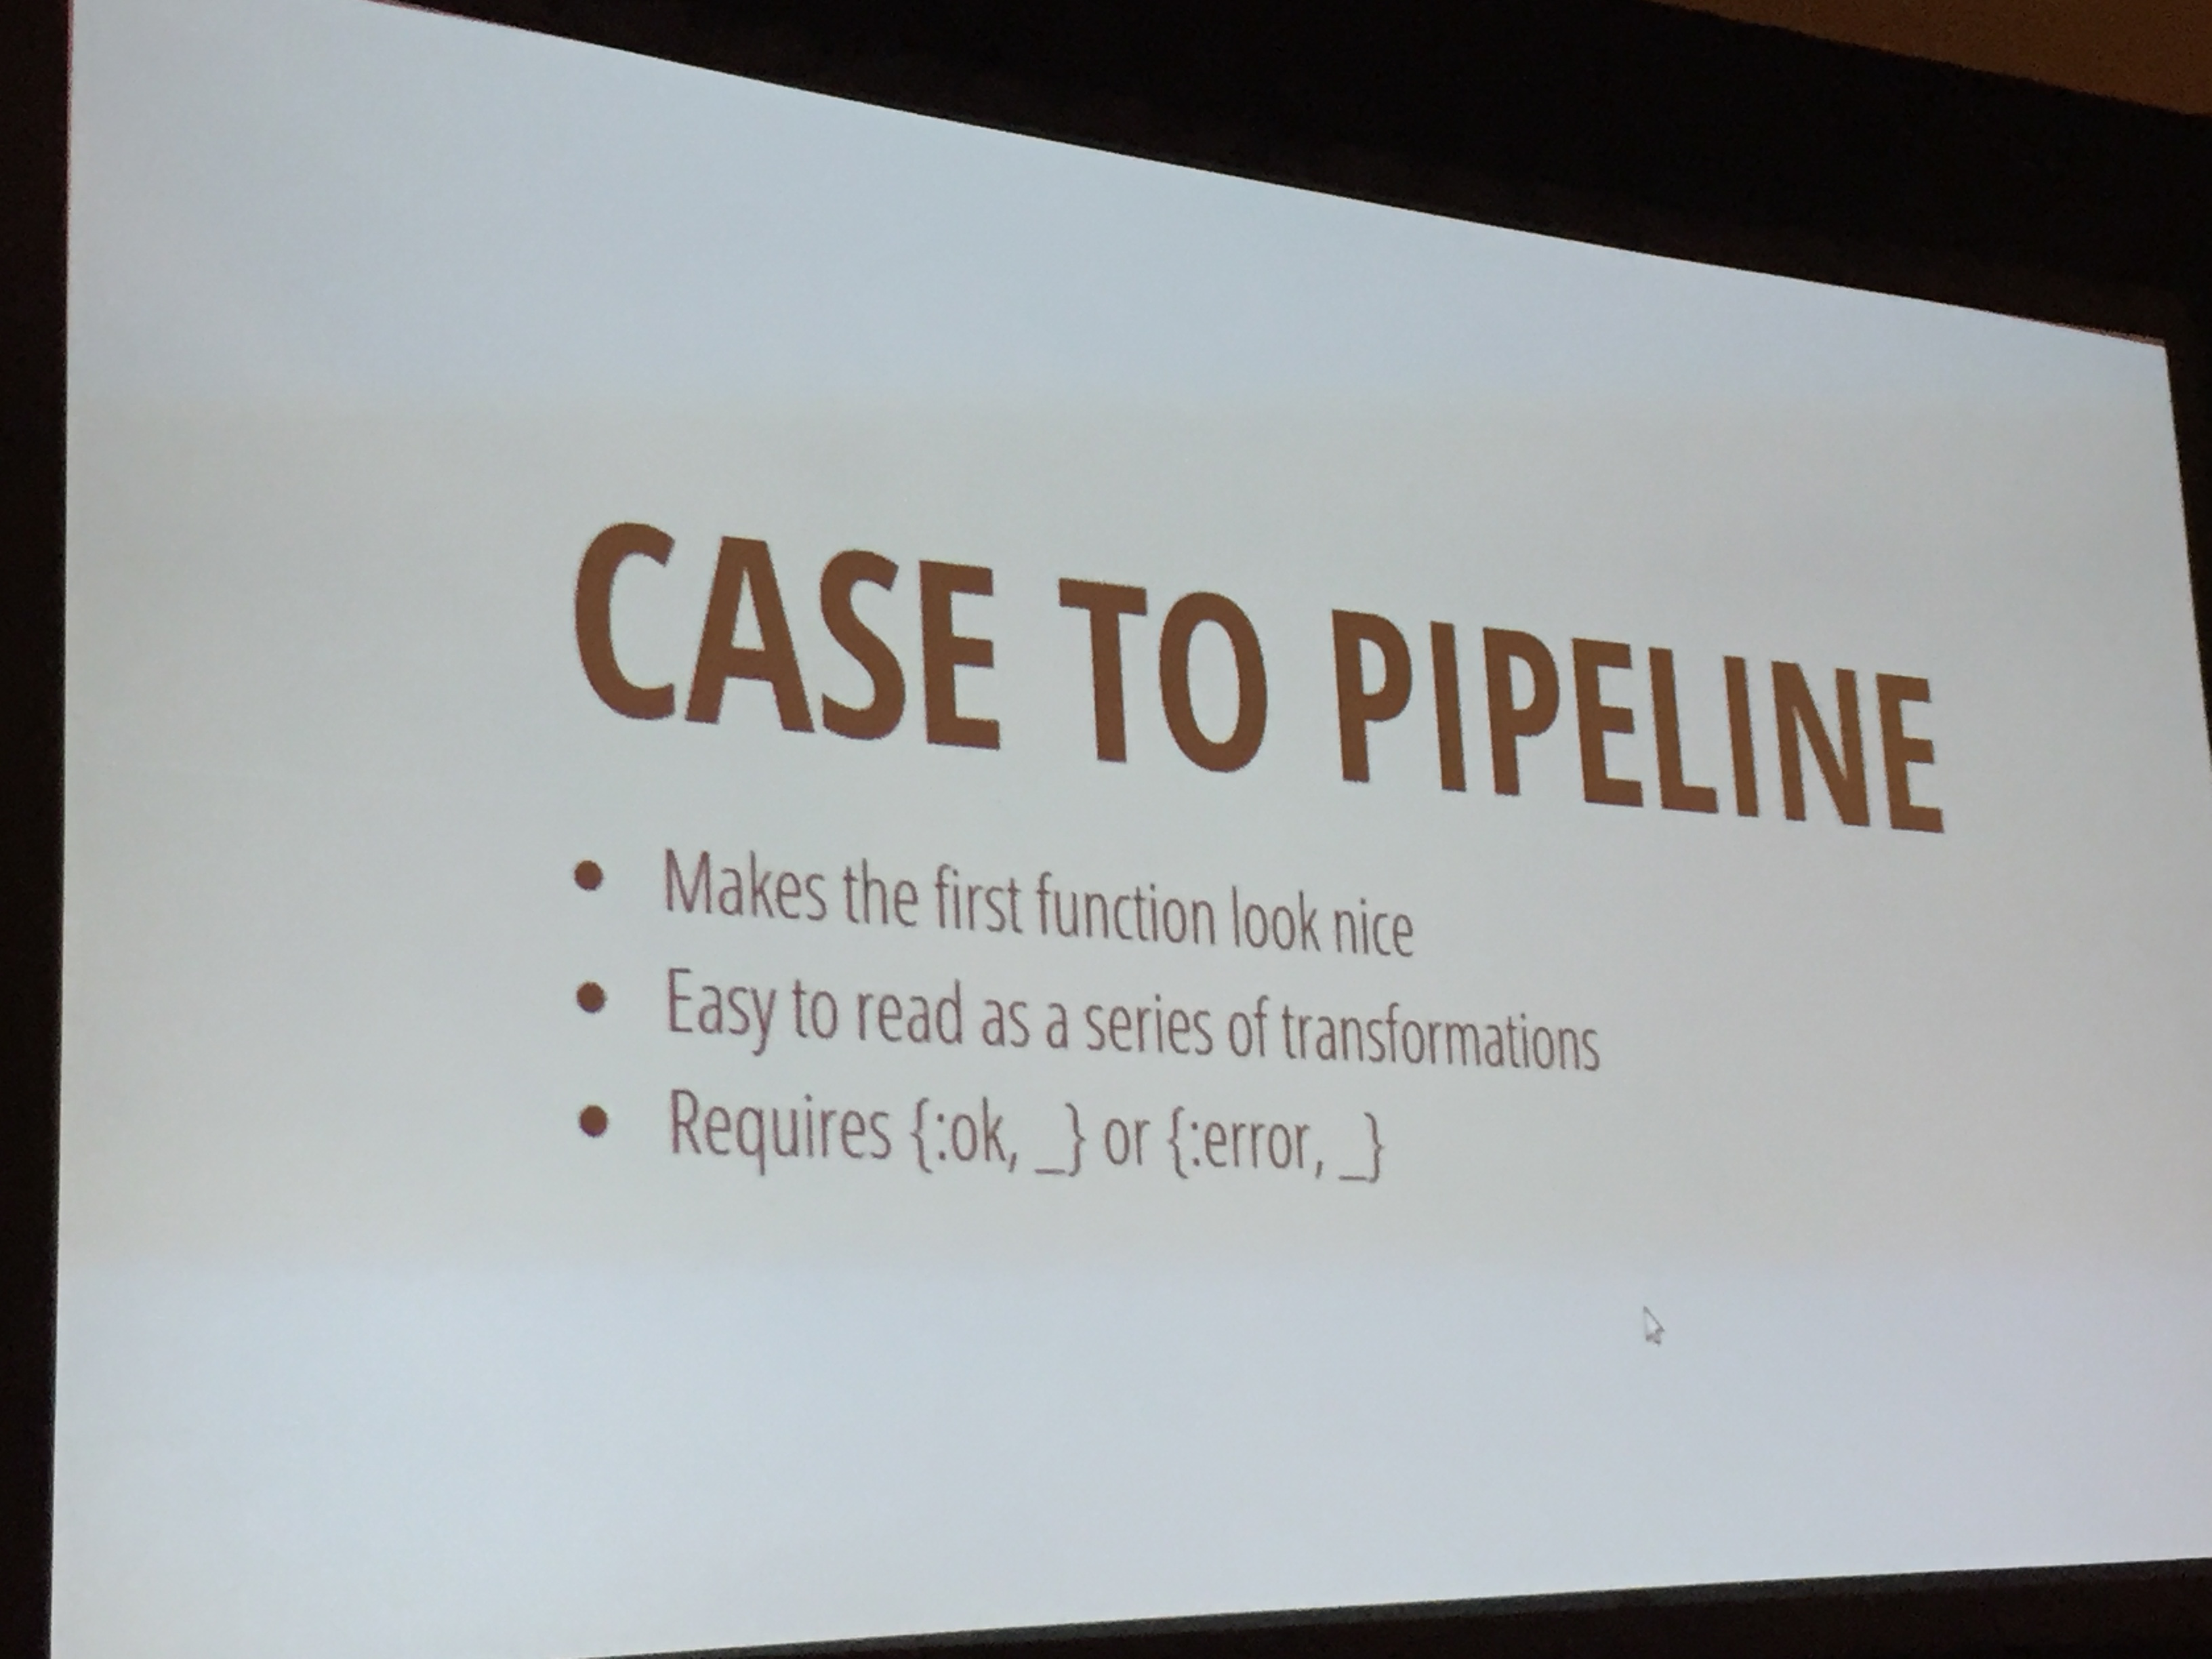 CASE TO PIPELINE
• Makes the first function look nice
• Easy to read as a series of transformations
• Requires {:ok, _} or {:error, _}